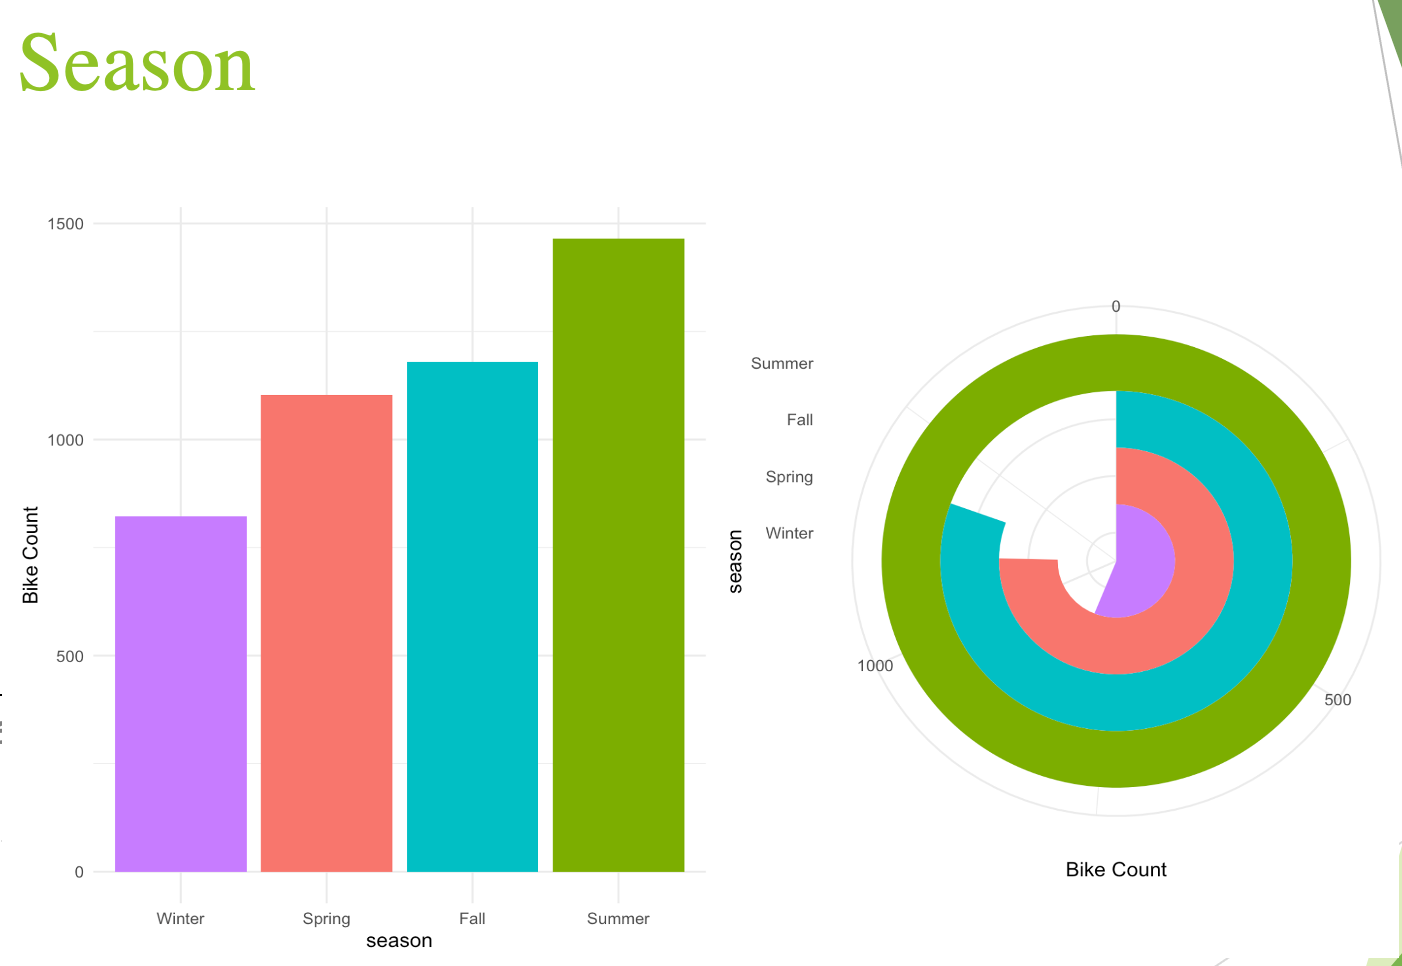 Season
1500
1000
500
0
Bike Count
Winter
Spring
Fall
Summer
season
0
Summer
Fall
Spring
Winter
season
1000
500
Bike Count